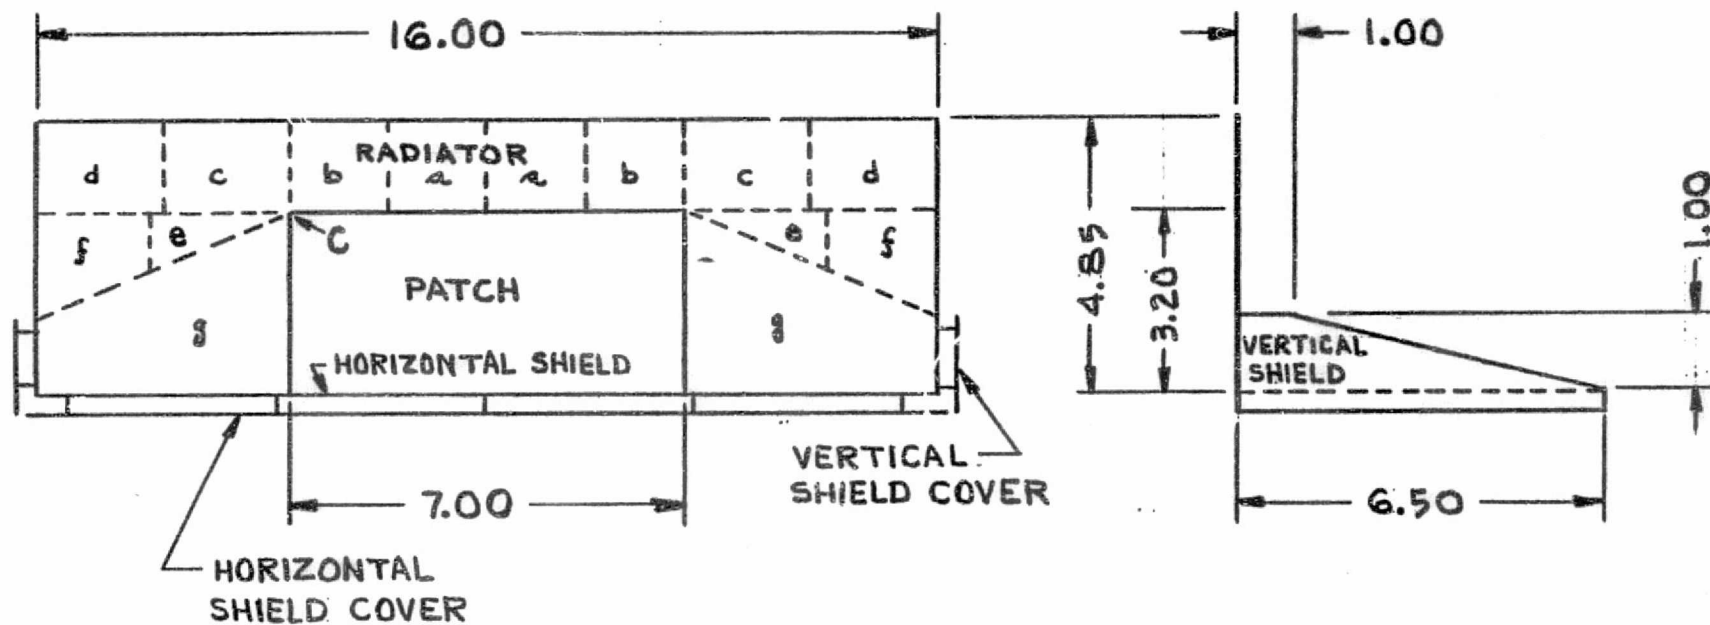 16.00
1.00
RADIATOR
d c b a a b c d
f e e f
C
4.85
3.20
1.00
PATCH
g g
HORIZONTAL SHIELD
VERTICAL
SHIELD
VERTICAL
SHIELD COVER
7.00
6.50
HORIZONTAL
SHIELD COVER